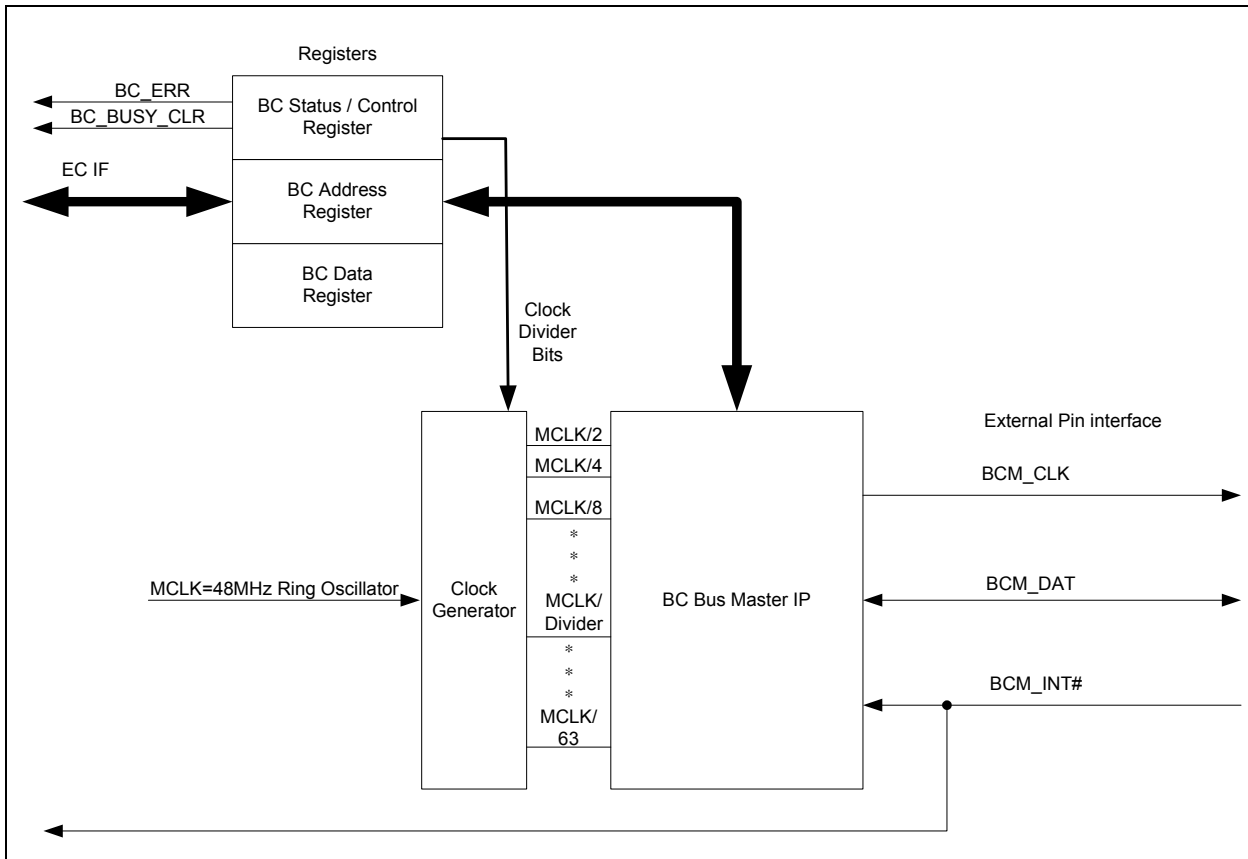 Registers
BC_ERR
BC_BUSY_CLR
BC Status / Control
Register
EC IF
BC Address
Register
BC Data
Register
Clock
Divider
Bits
MCLK/2
MCLK/4
MCLK/8
*
*
*
MCLK/
Divider
*
*
*
MCLK/
63
MCLK=48MHz Ring Oscillator
Clock
Generator
BC Bus Master IP
External Pin interface
BCM_CLK
BCM_DAT
BCM_INT#